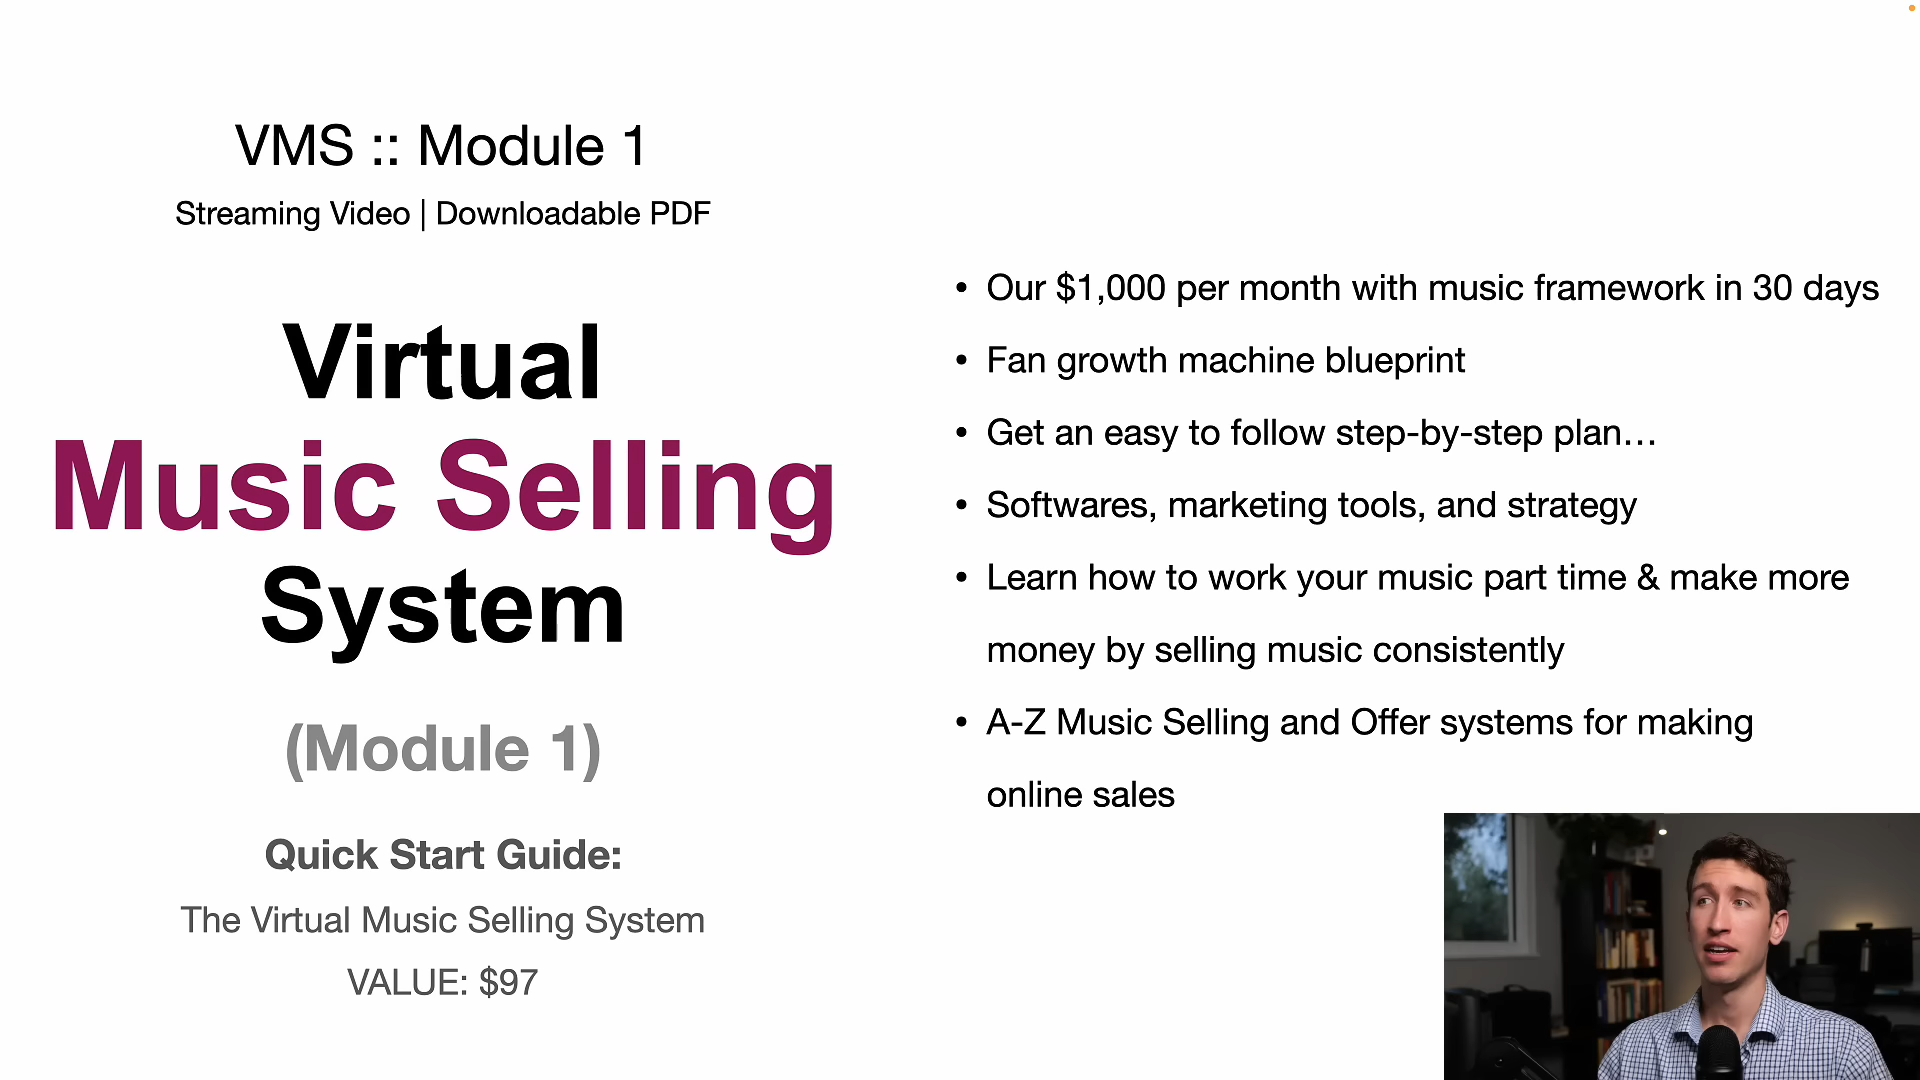 VMS :: Module 1
Streaming Video | Downloadable PDF
Virtual
Music Selling
System
(Module 1)
Quick Start Guide:
The Virtual Music Selling System
VALUE: $97
• Our $1,000 per month with music framework in 30 days
• Fan growth machine blueprint
• Get an easy to follow step-by-step plan…
• Softwares, marketing tools, and strategy
• Learn how to work your music part time & make more
money by selling music consistently
• A-Z Music Selling and Offer systems for making
online sales